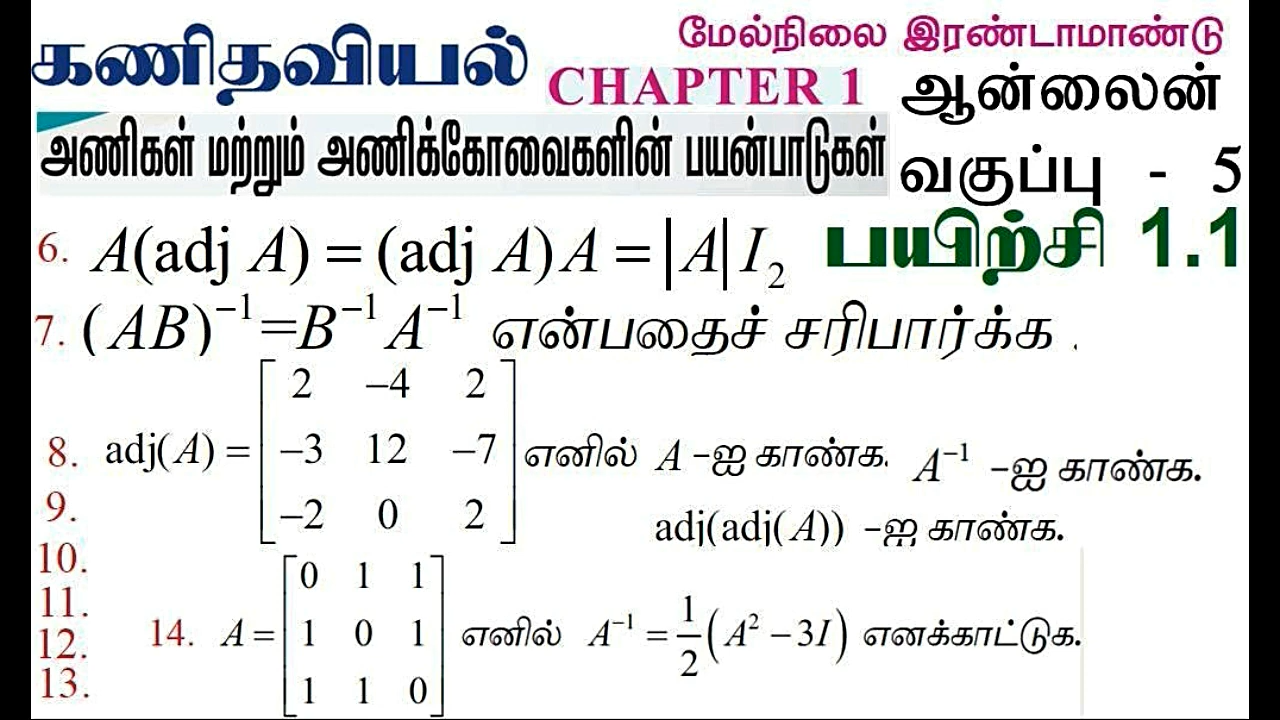 கணிதவியல்
மேல்நிலை இரண்டாமாண்டு
CHAPTER 1
ஆன்லைன்
வகுப்பு - 5
அணிகள் மற்றும் அணிக்கோவைகளின் பயன்பாடுகள்
6. A(adj A) = (adj A)A = |A| I₂
பயிற்சி 1.1
7. (AB)⁻¹=B⁻¹ A⁻¹ என்பதைச் சரிபார்க்க .
2 −4 2
8. adj(A) = −3 12 −7 எனில் A -ஐ காண்க. A⁻¹ -ஐ காண்க.
−2 0 2
9.
adj(adj(A)) -ஐ காண்க.
10.
11.
12.
13.
0 1 1
14. A = 1 0 1 எனில் A⁻¹ = 1/2 (A² − 3I) எனக்காட்டுக.
1 1 0